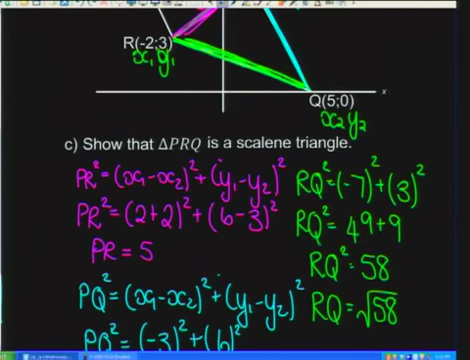 R(-2;3)
x₁ y₁
x
Q(5;0)
x₂ y₂
c) Show that ΔPRQ is a scalene triangle.
PR² = (x₁ - x₂)² + (y₁ - y₂)²
PR² = (2+2)² + (6-3)²
PR = 5
PQ² = (x₁ - x₂)² + (y₁ - y₂)²
PQ² = (-3)² + (6)²
RQ² = (-7)² + (3)²
RQ² = 49 + 9
RQ² = 58
RQ = √58